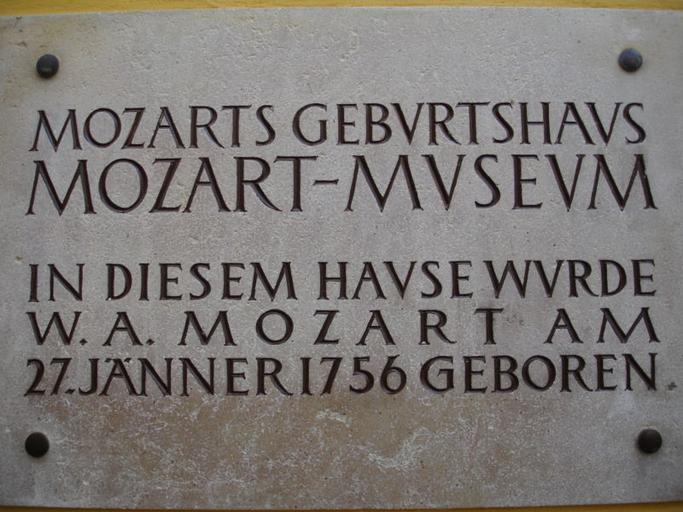 MOZARTS GEBVRTSHAVS
MOZART-MVSEVM
IN DIESEM HAVSE WVRDE
W. A. MOZART AM
27. JÄNNER 1756 GEBOREN.